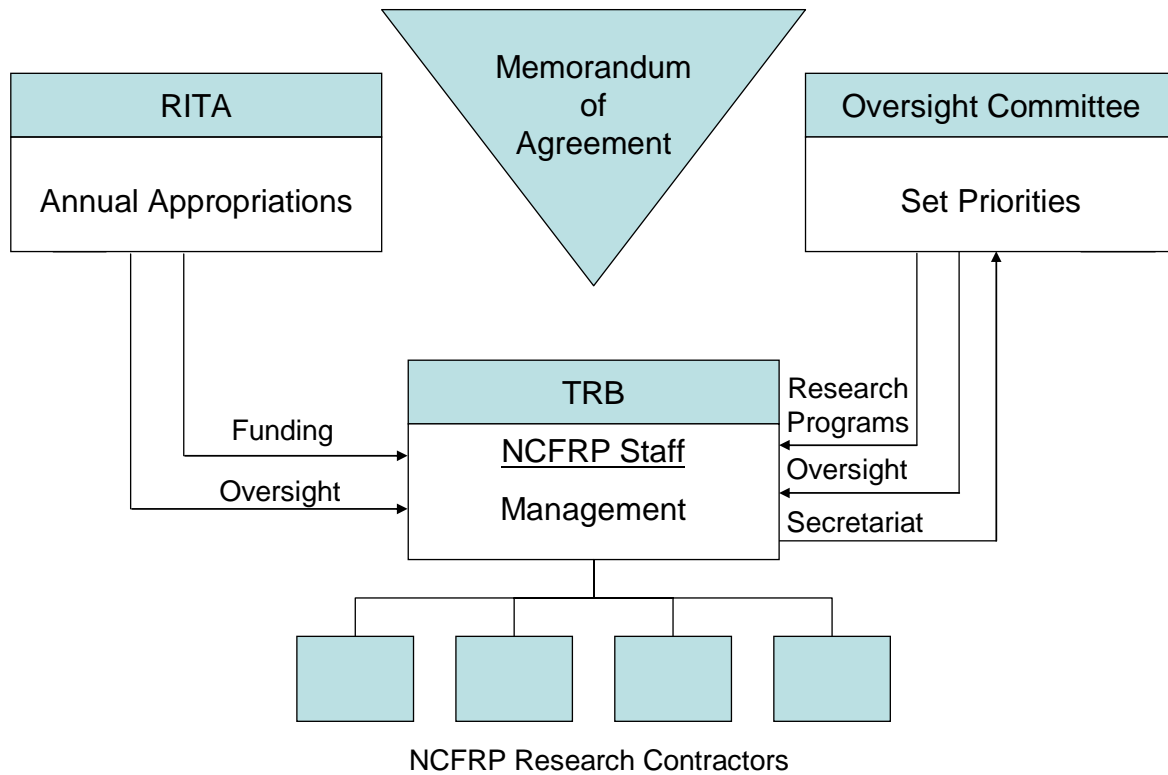 Memorandum
of
Agreement
RITA
Annual Appropriations
Oversight Committee
Set Priorities
Funding
Oversight
TRB
NCFRP Staff
Management
Research
Programs
Oversight
Secretariat
NCFRP Research Contractors